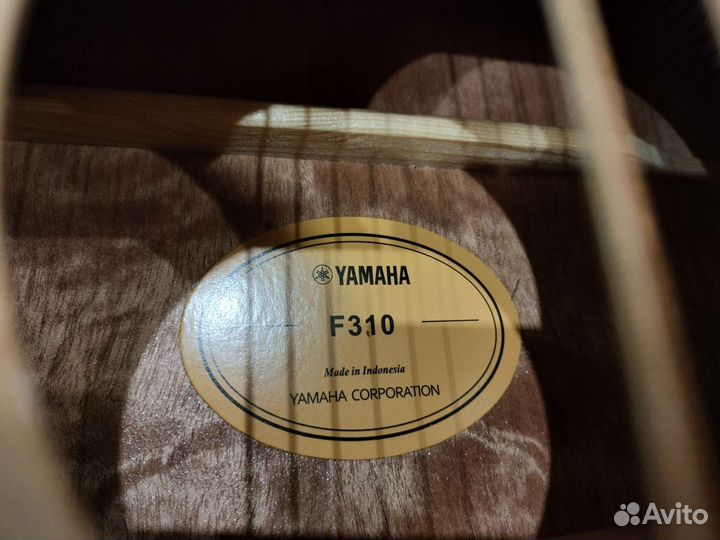 YAMAHA
F310
Made in Indonesia
YAMAHA CORPORATION
Avito